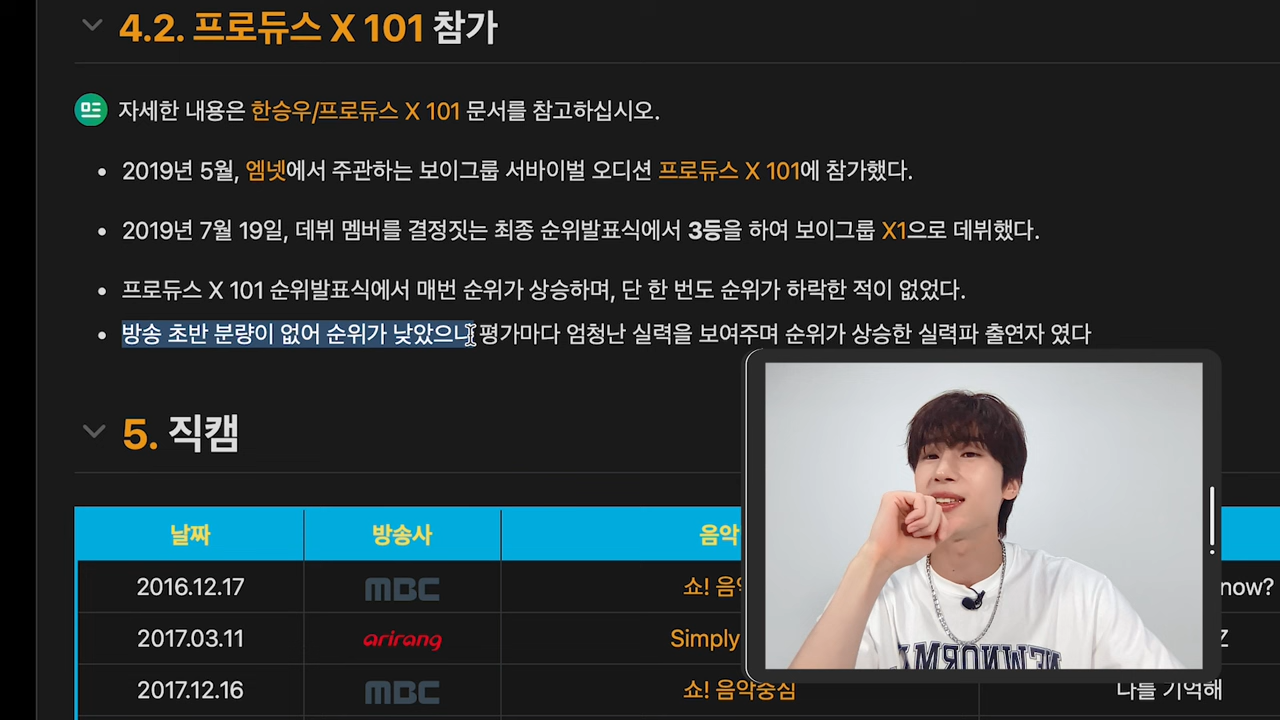 4.2. 프로듀스 X 101 참가
자세한 내용은 한승우/프로듀스 X 101 문서를 참고하십시오.
2019년 5월, 엠넷에서 주관하는 보이그룹 서바이벌 오디션 프로듀스 X 101에 참가했다.
2019년 7월 19일, 데뷔 멤버를 결정짓는 최종 순위발표식에서 3등을 하여 보이그룹 X1으로 데뷔했다.
프로듀스 X 101 순위발표식에서 매번 순위가 상승하며, 단 한 번도 순위가 하락한 적이 없었다.
방송 초반 분량이 없어 순위가 낮았으나 평가마다 엄청난 실력을 보여주며 순위가 상승한 실력파 출연자 였다
5. 직캠
날짜 방송사 음악
2016.12.17 MBC 쇼! 음악 now?
2017.03.11 arirang Simply Z
2017.12.16 MBC 쇼! 음악중심 나를 기억해
NEWNORMAL